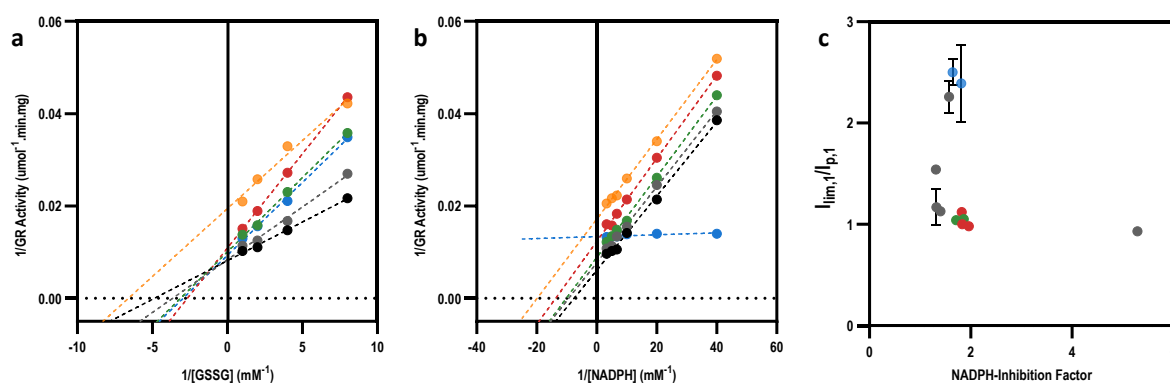 a
1/GR Activity (umol⁻¹.min.mg)
0.06
0.04
0.02
0.00
-10
-5
0
5
10
1/[GSSG] (mM⁻¹)
b
1/GR Activity (umol⁻¹.min.mg)
0.06
0.04
0.02
0.00
-40
-20
0
20
40
60
1/[NADPH] (mM⁻¹)
c
I_lim,1/I_p,1
3
2
1
0
0
2
4
NADPH-Inhibition Factor